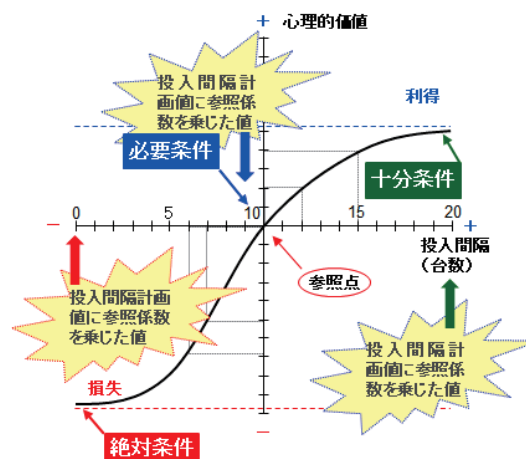 +
心理的価値
投入間隔計
画値に参照係
数を乗じた値
利得
必要条件
十分条件
－
0
5
10
15
20
+
投入間隔
（台数）
参照点
投入間隔計画
値に参照係数
を乗じた値
投入間隔計
画値に参照係
数を乗じた値
損失
－
絶対条件